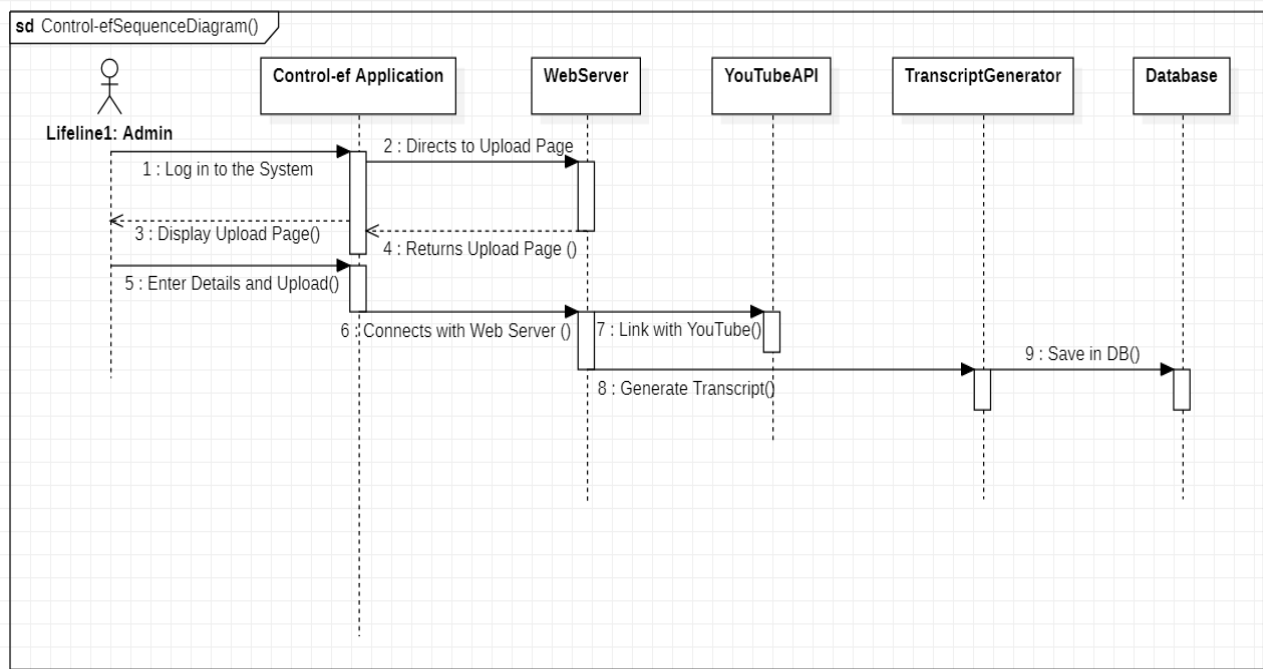 sd Control-efSequenceDiagram()
Control-ef Application
WebServer
YouTubeAPI
TranscriptGenerator
Database
Lifeline1: Admin
1 : Log in to the System
2 : Directs to Upload Page
3 : Display Upload Page()
4 : Returns Upload Page ()
5 : Enter Details and Upload()
6 : Connects with Web Server ()
7 : Link with YouTube()
8 : Generate Transcript()
9 : Save in DB()